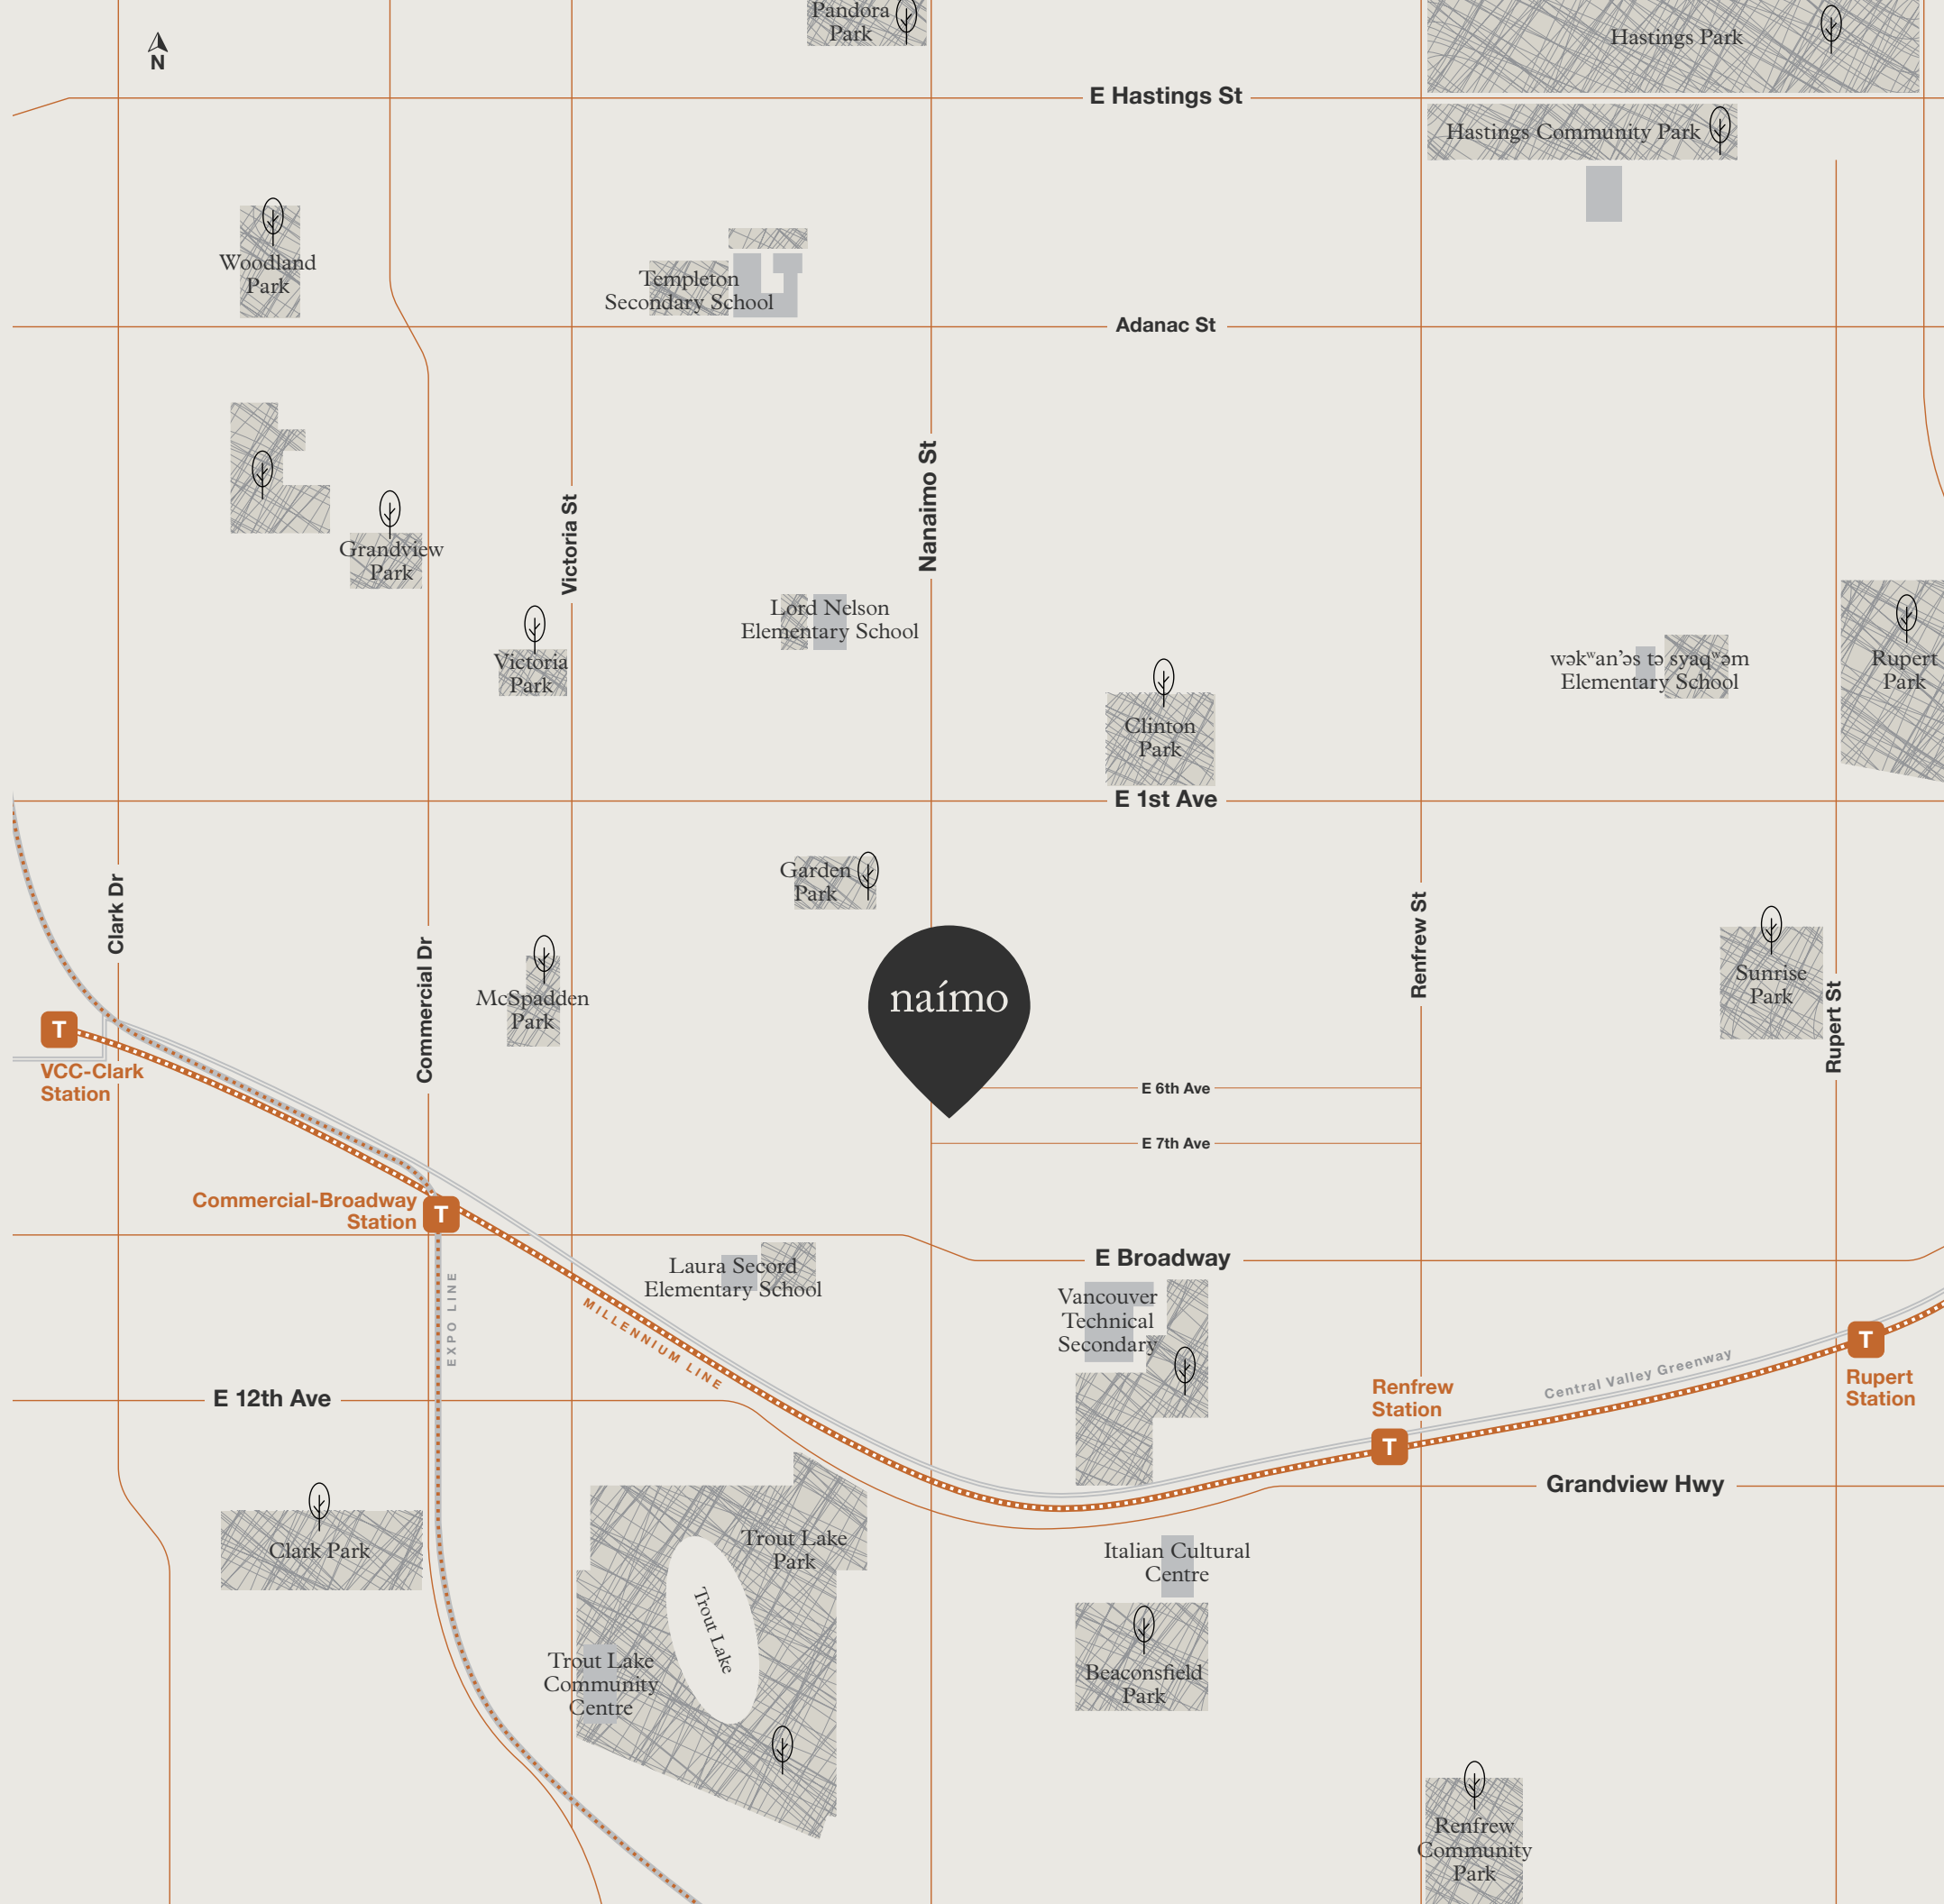 Pandora
Park
Hastings Park
N
E Hastings St
Hastings Community Park
Woodland
Park
Templeton
Secondary School
Adanac St
Nanaimo St
Victoria St
Grandview
Park
Lord Nelson
Elementary School
Victoria
Park
wək̓ʷan̓əs tə syaqʷəm
Elementary School
Rupert
Park
Clinton
Park
E 1st Ave
Garden
Park
Clark Dr
Commercial Dr
Renfrew St
McSpadden
Park
naímo
Sunrise
Park
Rupert St
T
VCC-Clark
Station
E 6th Ave
E 7th Ave
Commercial-Broadway
Station
T
E Broadway
Laura Secord
Elementary School
EXPO LINE
MILLENNIUM LINE
Vancouver
Technical
Secondary
T
Rupert
Station
Central Valley Greenway
Renfrew
Station
T
E 12th Ave
Grandview Hwy
Clark Park
Trout Lake
Park
Trout Lake
Italian Cultural
Centre
Trout Lake
Community
Centre
Beaconsfield
Park
Renfrew
Community
Park